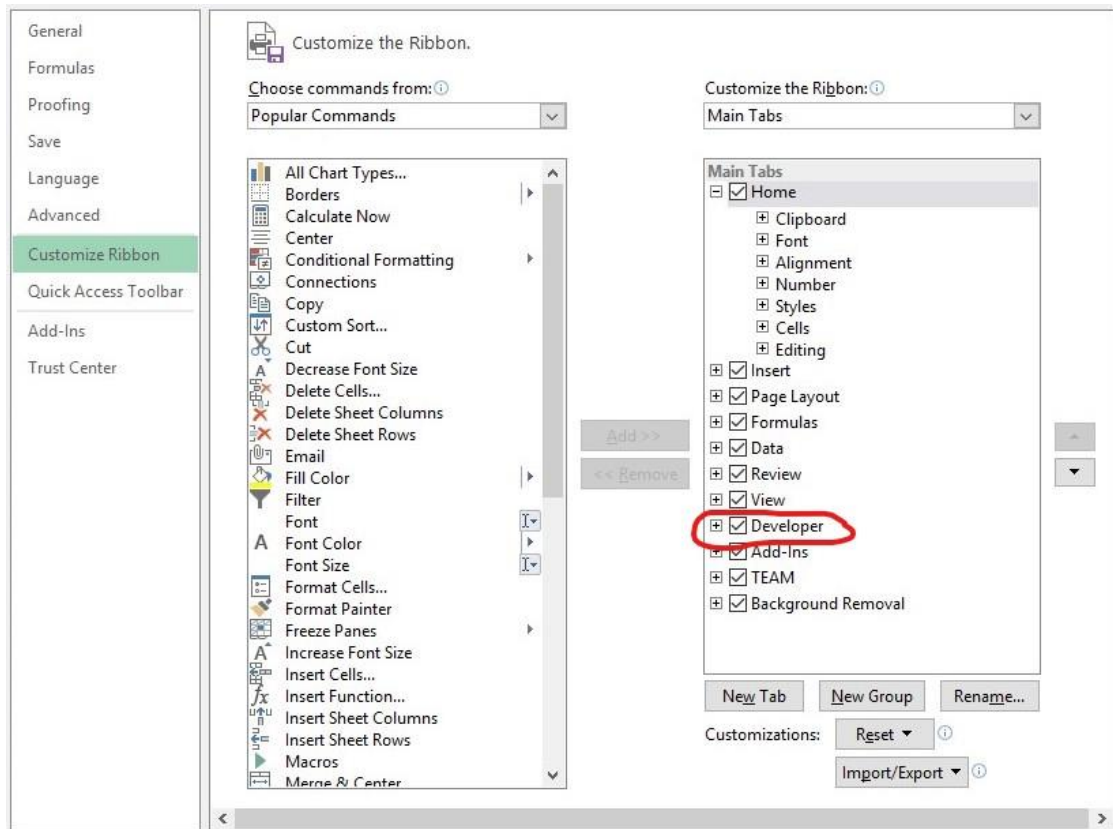 General
Formulas
Proofing
Save
Language
Advanced
Customize Ribbon
Quick Access Toolbar
Add-Ins
Trust Center
Customize the Ribbon.
Choose commands from:
Popular Commands
All Chart Types...
Borders
Calculate Now
Center
Conditional Formatting
Connections
Copy
Custom Sort...
Cut
Decrease Font Size
Delete Cells...
Delete Sheet Columns
Delete Sheet Rows
Email
Fill Color
Filter
Font
Font Color
Font Size
Format Cells...
Format Painter
Freeze Panes
Increase Font Size
Insert Cells...
Insert Function...
Insert Sheet Columns
Insert Sheet Rows
Macros
Merge & Center
Add >>
<< Remove
Customize the Ribbon:
Main Tabs
Main Tabs
Home
Clipboard
Font
Alignment
Number
Styles
Cells
Editing
Insert
Page Layout
Formulas
Data
Review
View
Developer
Add-Ins
TEAM
Background Removal
New Tab
New Group
Rename...
Customizations:
Reset
Import/Export